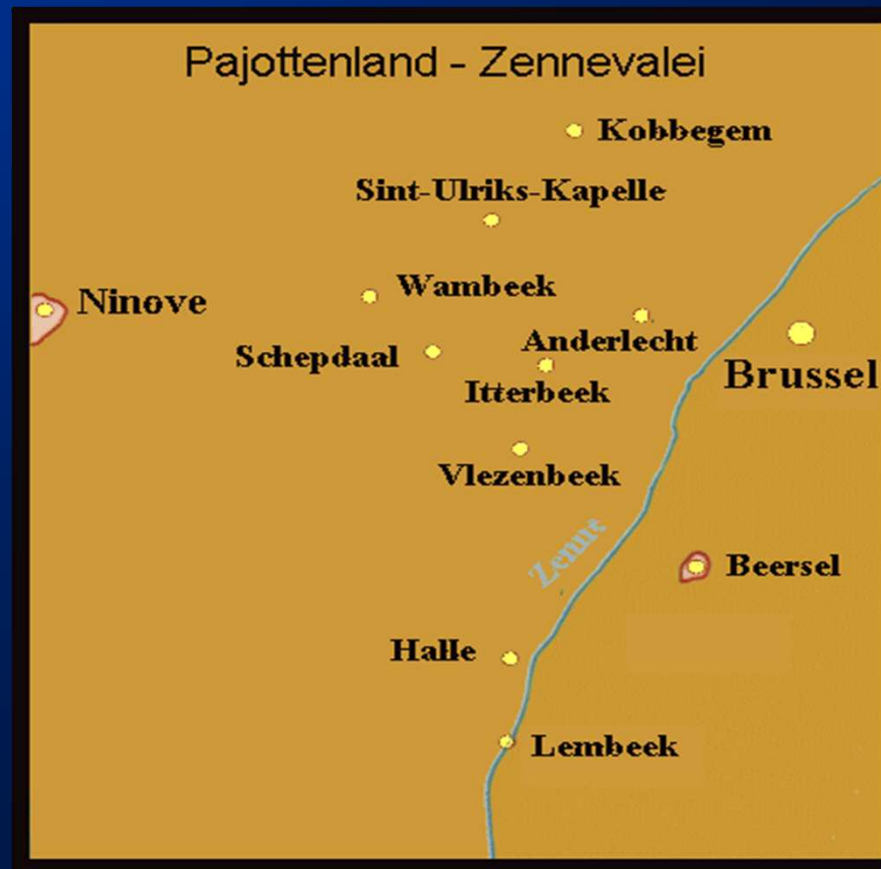 Pajottenland - Zennevalei
Kobbegem
Sint-Ulriks-Kapelle
Wambeek
Ninove
Anderlecht
Schepdaal
Brussel
Itterbeek
Vlezenbeek
Zenne
Beersel
Halle
Lembeek